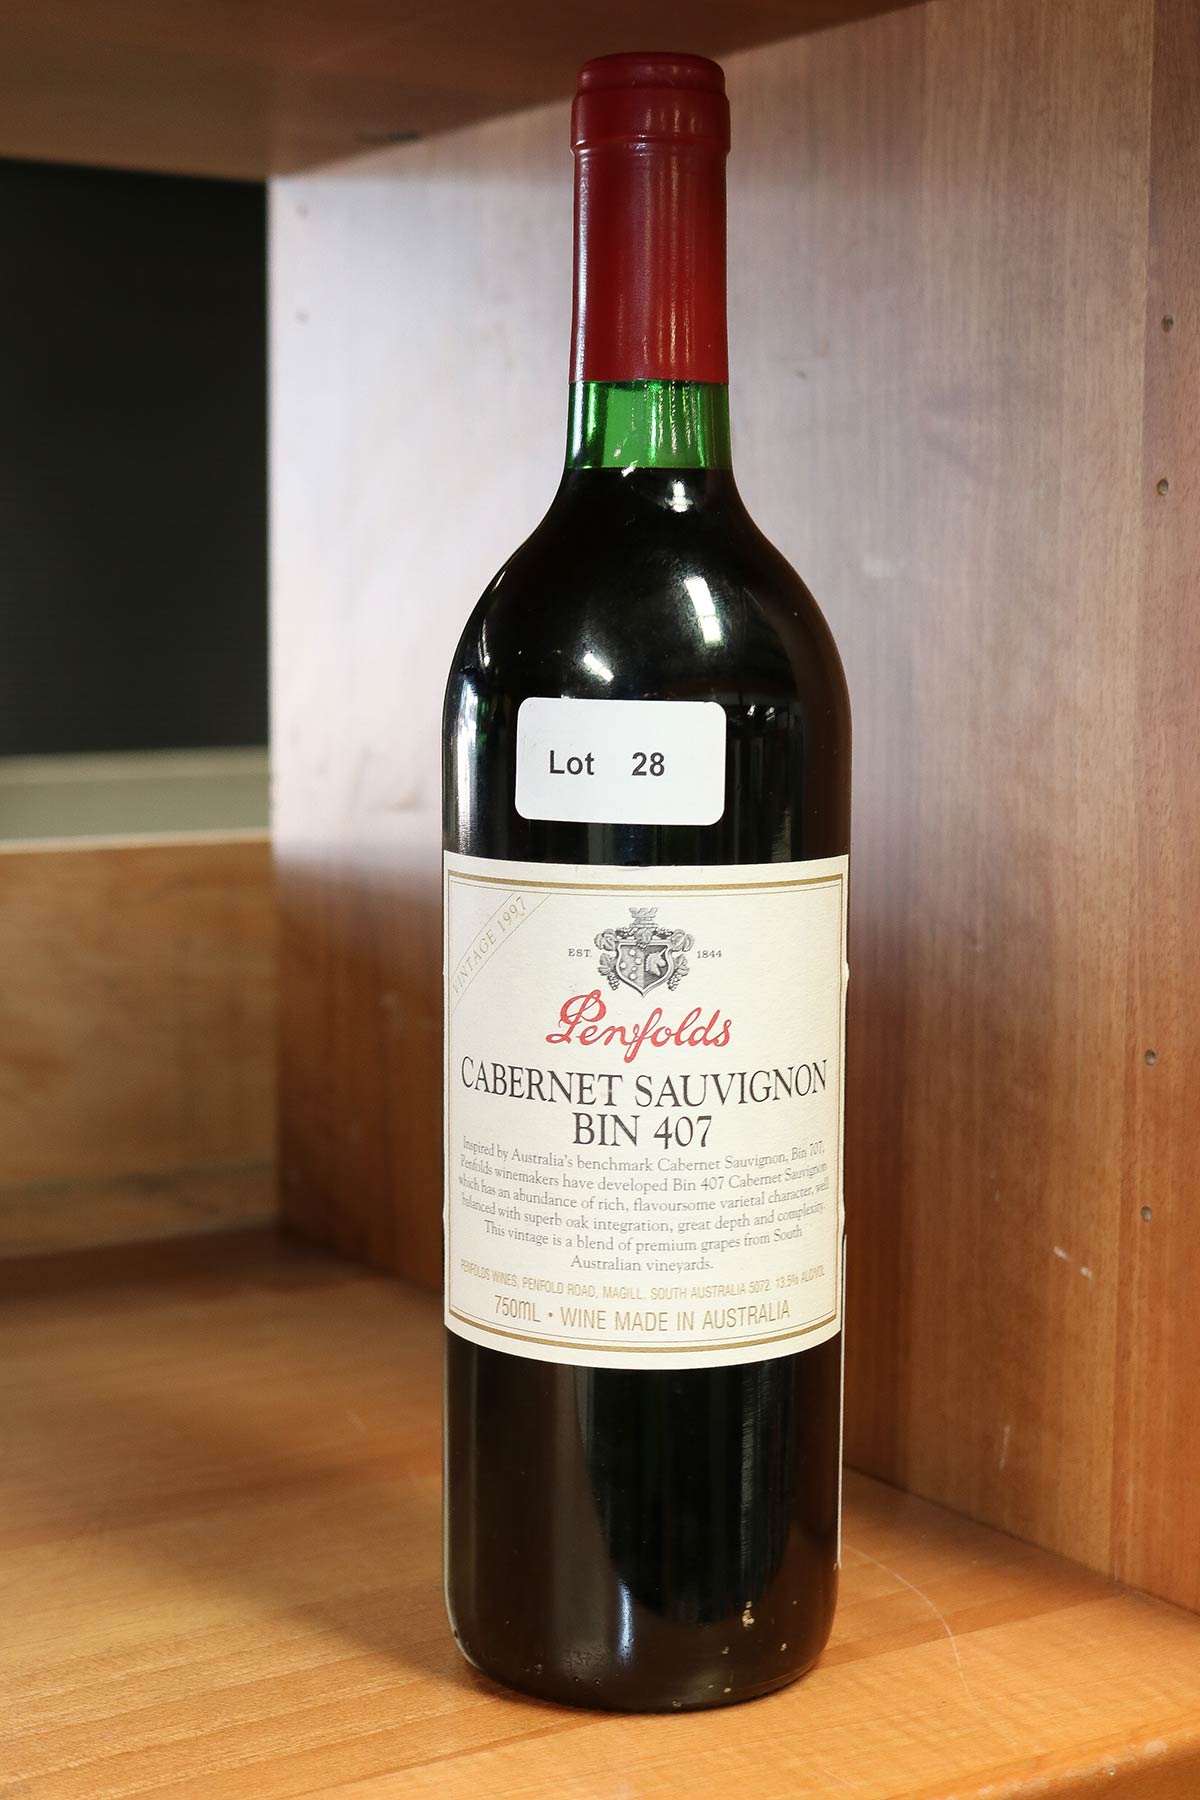 Lot 28
VINTAGE 1997
EST. 1844
Penfolds
CABERNET SAUVIGNON
BIN 407
Inspired by Australia's benchmark Cabernet Sauvignon, Bin 707,
Penfolds winemakers have developed Bin 407 Cabernet Sauvignon
which has an abundance of rich, flavoursome varietal character, well
balanced with superb oak integration, great depth and complexity.
This vintage is a blend of premium grapes from South
Australian vineyards.
PENFOLDS WINES, PENFOLD ROAD, MAGILL. SOUTH AUSTRALIA 5072. 13.5% ALC/VOL
750ML • WINE MADE IN AUSTRALIA